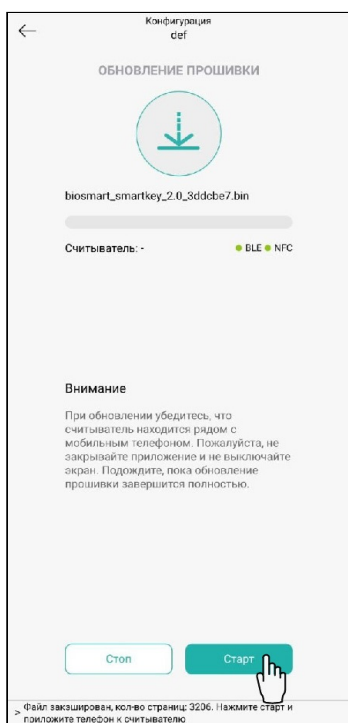 Конфигурация
def
ОБНОВЛЕНИЕ ПРОШИВКИ
biosmart_smartkey_2.0_3ddcbe7.bin
Считыватель: - BLE NFC
Внимание
При обновлении убедитесь, что
считыватель находится рядом с
мобильным телефоном. Пожалуйста, не
закрывайте приложение и не выключайте
экран. Подождите, пока обновление
прошивки завершится полностью.
Стоп Старт
> Файл закэширован, кол-во страниц: 3206. Нажмите старт и
приложите телефон к считывателю